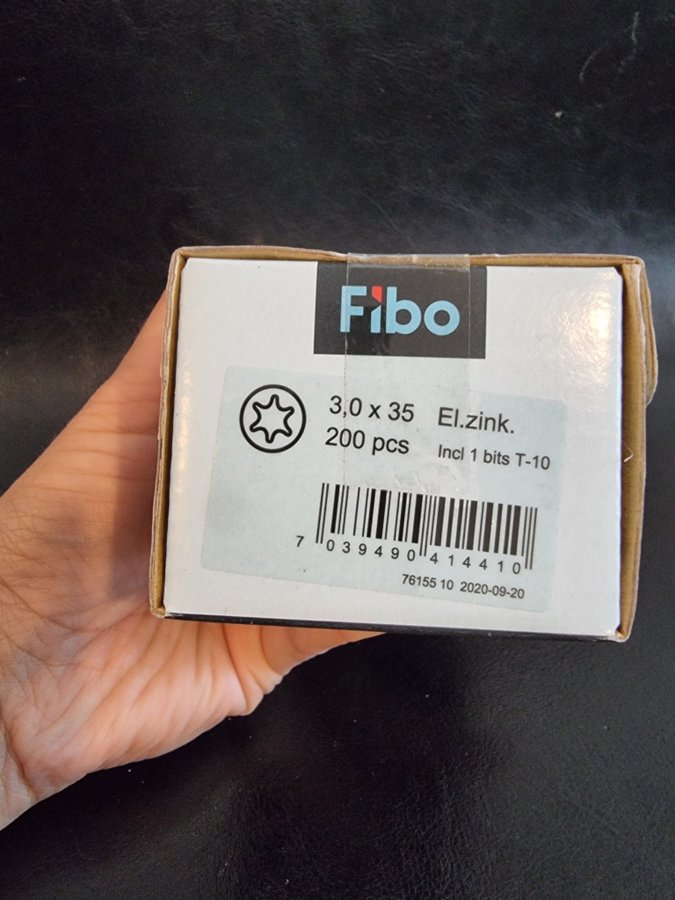 Fibo
3,0 x 35 El.zink.
200 pcs Incl 1 bits T-10
7 039490 414410
76155 10 2020-09-20